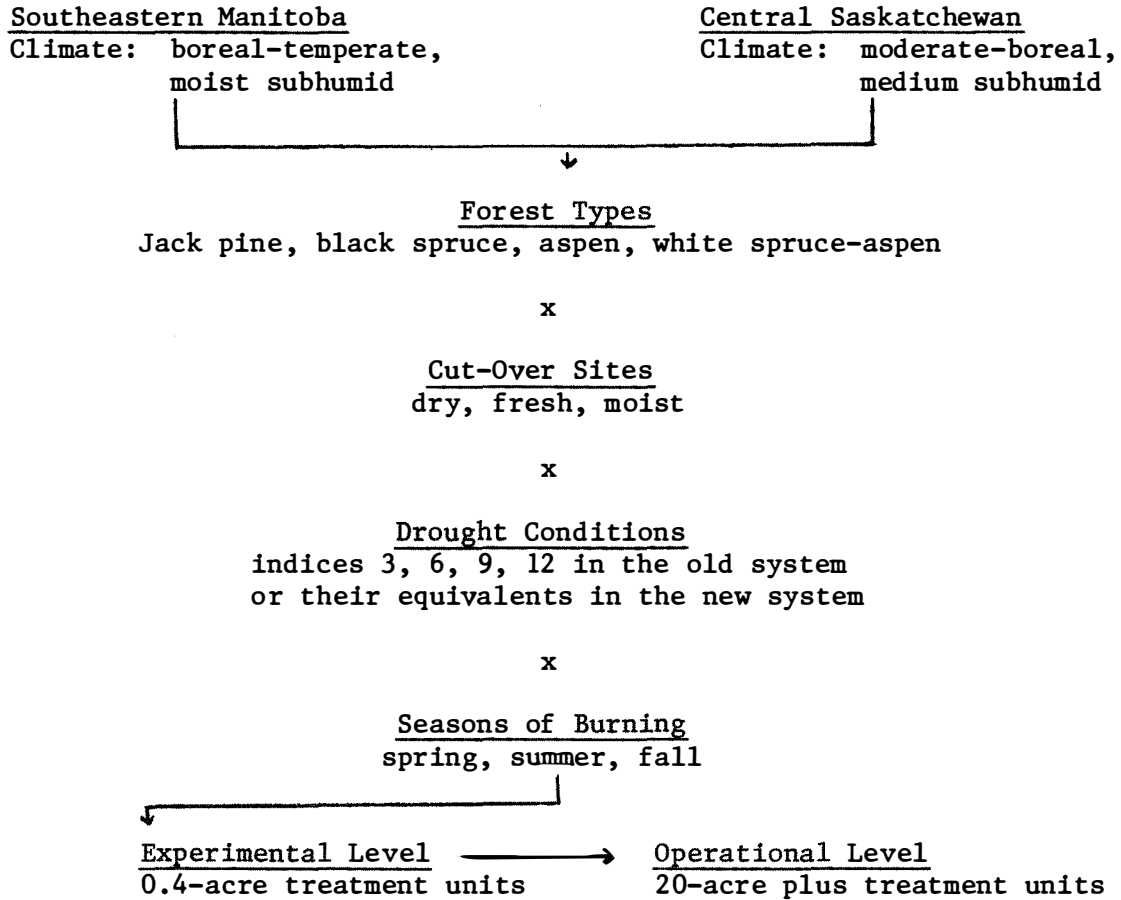 Southeastern Manitoba
Climate: boreal-temperate,
moist subhumid
Central Saskatchewan
Climate: moderate-boreal,
medium subhumid
Forest Types
Jack pine, black spruce, aspen, white spruce-aspen
x
Cut-Over Sites
dry, fresh, moist
x
Drought Conditions
indices 3, 6, 9, 12 in the old system
or their equivalents in the new system
x
Seasons of Burning
spring, summer, fall
Experimental Level
0.4-acre treatment units
Operational Level
20-acre plus treatment units